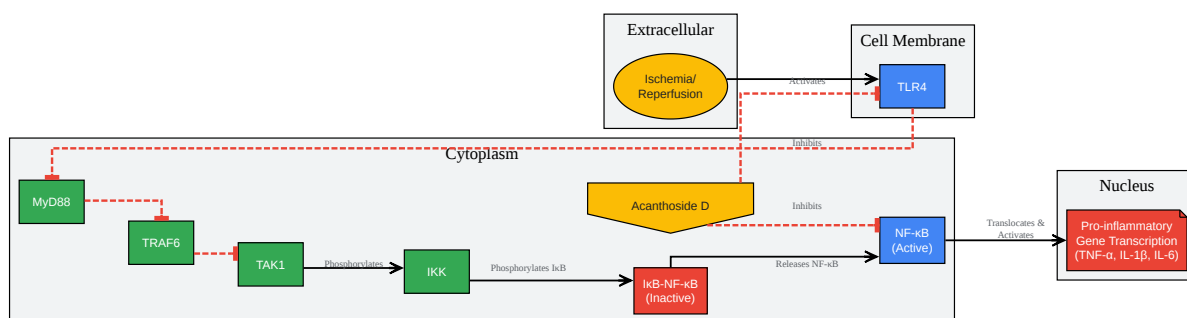 Extracellular
Ischemia/
Reperfusion
Activates
Cell Membrane
TLR4
Inhibits
Cytoplasm
MyD88
TRAF6
TAK1
Phosphorylates
IKK
Phosphorylates IκB
Acanthoside D
Inhibits
IκB-NF-κB
(Inactive)
Releases NF-κB
NF-κB
(Active)
Translocates &
Activates
Nucleus
Pro-inflammatory
Gene Transcription
(TNF-α, IL-1β, IL-6)